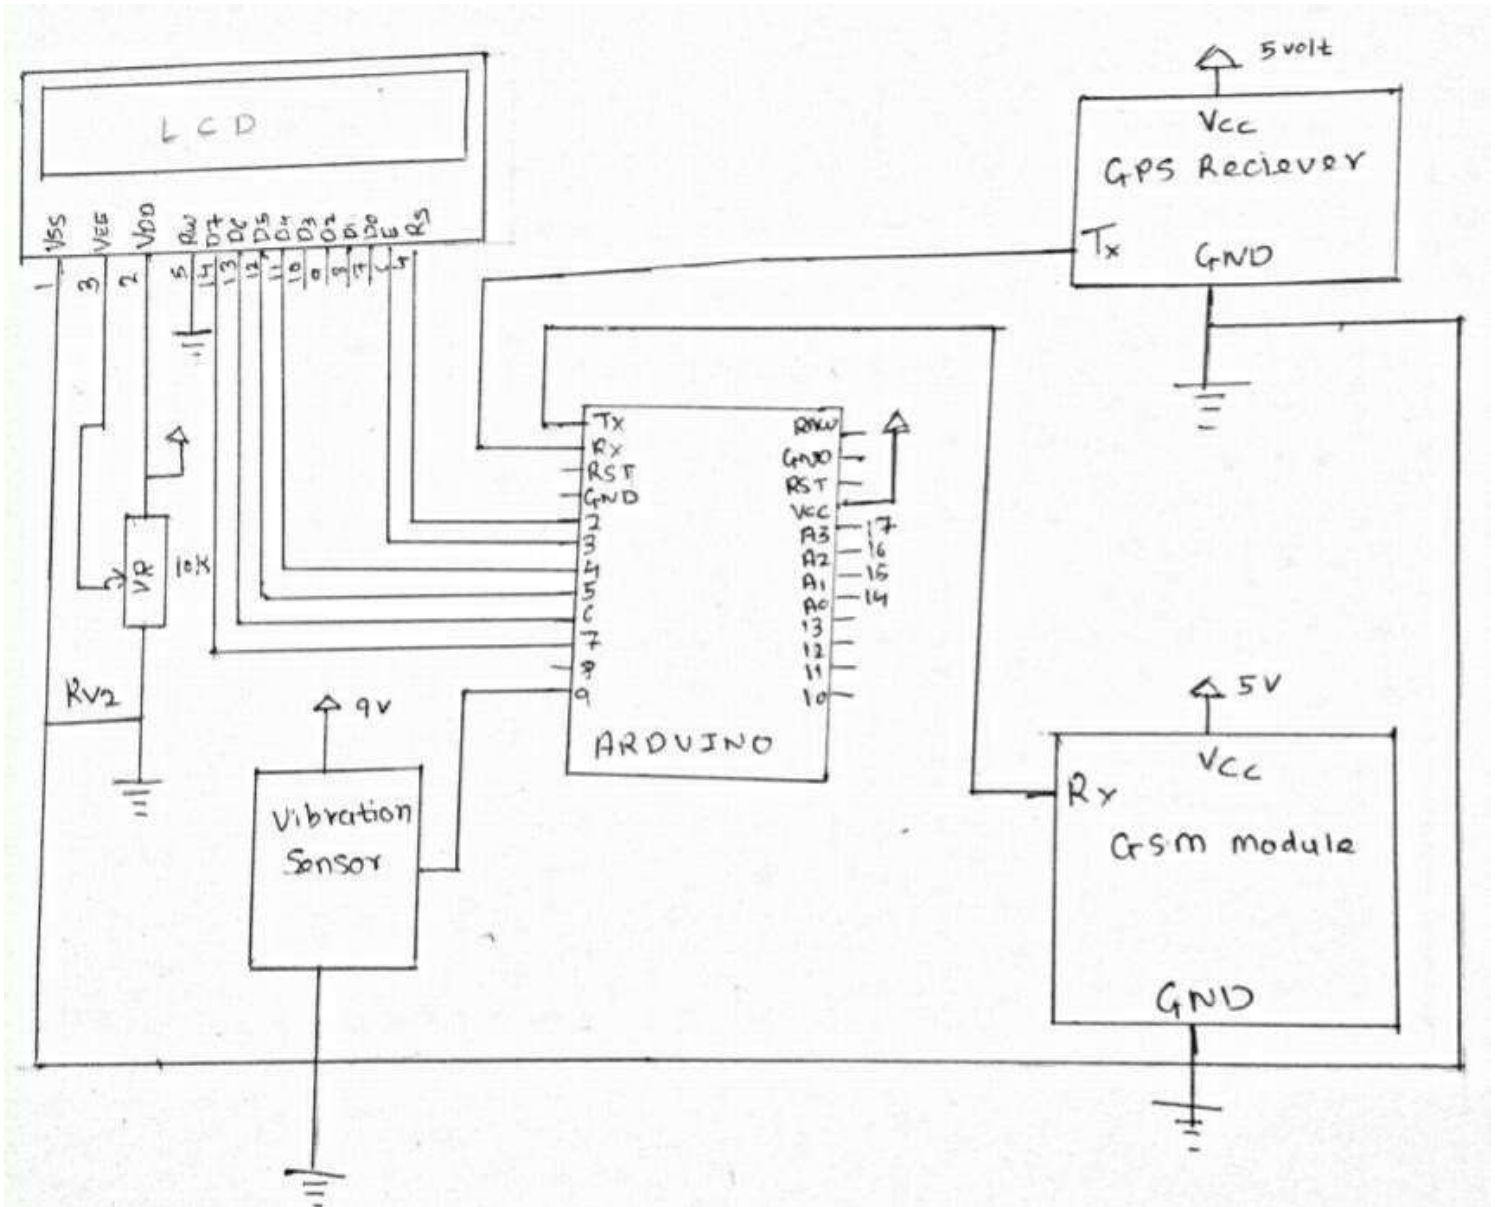 LCD
VSS VEE VDD RW D7 D6 D5 D4 D3 D2 D1 D0 E RS
1 3 2 5 14 13 12 11 10 9 8 7 4
5 volt
Vcc
GPS Reciever
Tx
GND
Tx
Rx
RST
GND
2
3
4
5
6
7
8
9
RAW
GND
RST
VCC
A3 17
A2 16
A1 15
A0 14
13
12
11
10
ARDUINO
VR
10K
RV2
9V
Vibration
Sensor
5V
Vcc
Rx
Gsm module
GND